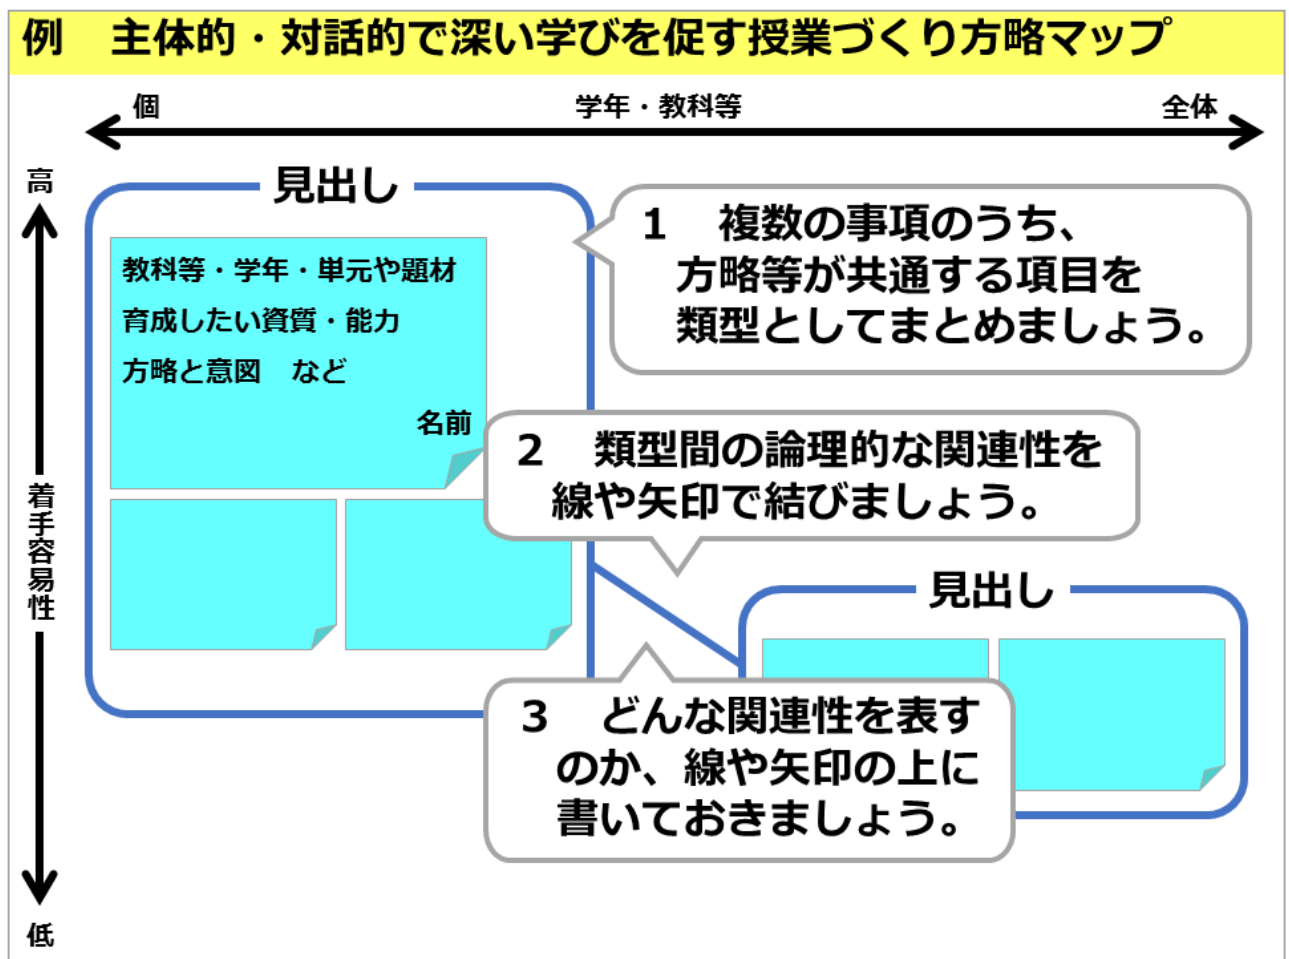 例　主体的・対話的で深い学びを促す授業づくり方略マップ
個　学年・教科等　全体
高
着手容易性
低
見出し
教科等・学年・単元や題材
育成したい資質・能力
方略と意図　など
名前
１　複数の事項のうち、
方略等が共通する項目を
類型としてまとめましょう。
２　類型間の論理的な関連性を
線や矢印で結びましょう。
見出し
３　どんな関連性を表す
のか、線や矢印の上に
書いておきましょう。